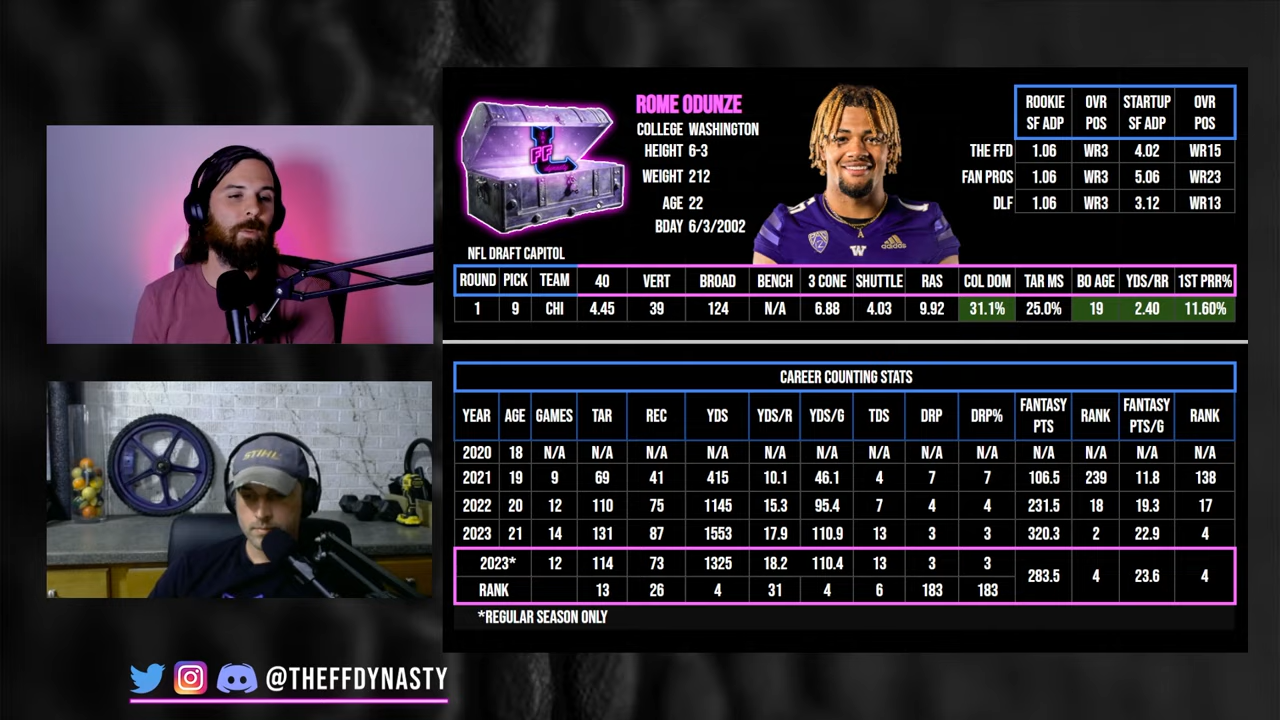 ROME ODUNZE
COLLEGE WASHINGTON
HEIGHT 6-3
WEIGHT 212
AGE 22
BDAY 6/3/2002
FF
W
STIHL
ROOKIE SF ADP OVR POS STARTUP SF ADP OVR POS
THE FFD 1.06 WR3 4.02 WR15
FAN PROS 1.06 WR3 5.06 WR23
DLF 1.06 WR3 3.12 WR13
NFL DRAFT CAPITOL
ROUND PICK TEAM 40 VERT BROAD BENCH 3 CONE SHUTTLE RAS COL DOM TAR MS BO AGE YDS/RR 1ST PRR%
1 9 CHI 4.45 39 124 N/A 6.88 4.03 9.92 31.1% 25.0% 19 2.40 11.60%
CAREER COUNTING STATS
YEAR AGE GAMES TAR REC YDS YDS/R YDS/G TDS DRP DRP% FANTASY PTS RANK FANTASY PTS/G RANK
2020 18 N/A N/A N/A N/A N/A N/A N/A N/A N/A N/A N/A N/A N/A
2021 19 9 69 41 415 10.1 46.1 4 7 7 106.5 239 11.8 138
2022 20 12 110 75 1145 15.3 95.4 7 4 4 231.5 18 19.3 17
2023 21 14 131 87 1553 17.9 110.9 13 3 3 320.3 2 22.9 4
2023* 12 114 73 1325 18.2 110.4 13 3 3 283.5 4 23.6 4
RANK 13 26 4 31 4 6 183 183
*REGULAR SEASON ONLY
@THEFFDYNASTY